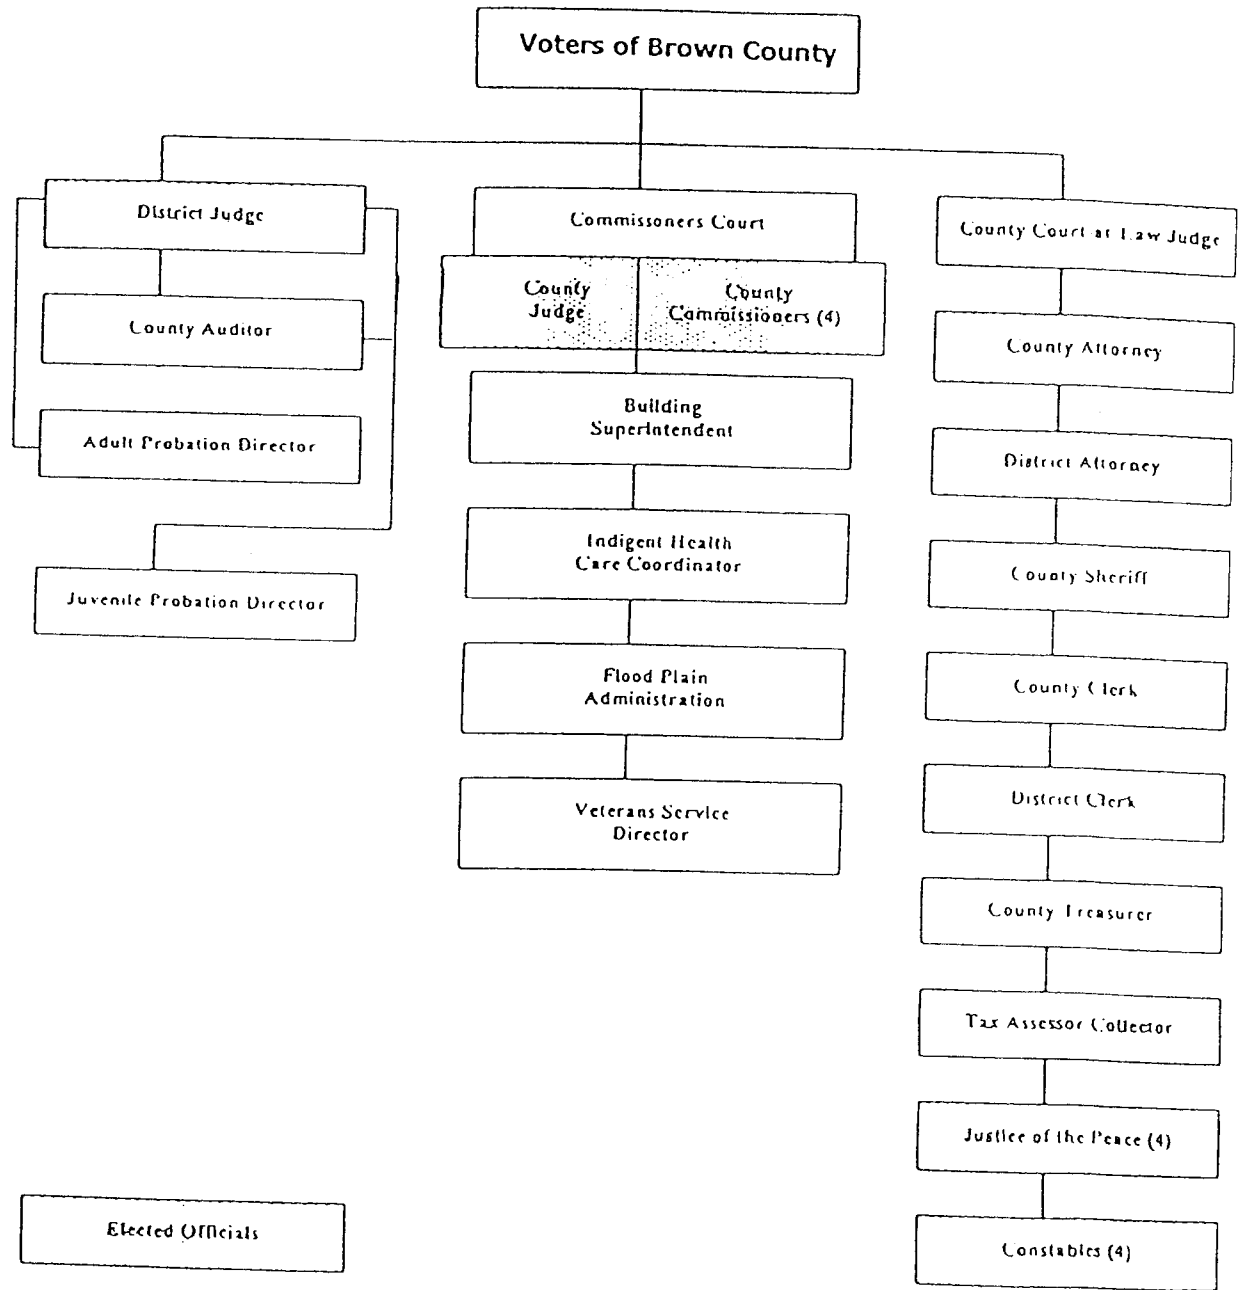 Voters of Brown County
District Judge
County Auditor
Adult Probation Director
Juvenile Probation Director
Commissoners Court
County
Judge
County
Commissioners (4)
Building
Superintendent
Indigent Health
Care Coordinator
Flood Plain
Administration
Veterans Service
Director
County Court at Law Judge
County Attorney
District Attorney
County Sheriff
County Clerk
District Clerk
County Treasurer
Tax Assessor Collector
Justice of the Peace (4)
Constables (4)
Elected Officials